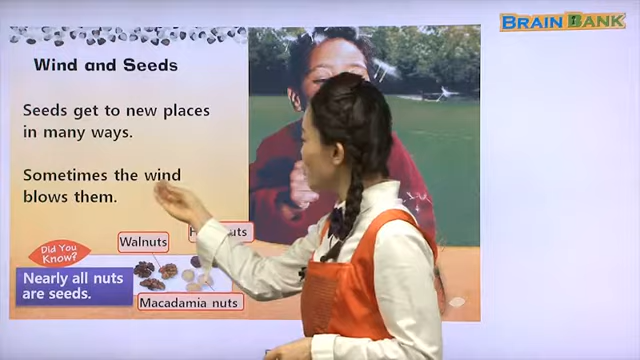 BRAIN BANK
Wind and Seeds
Seeds get to new places
in many ways.
Sometimes the wind
blows them.
Did You
Know?
Walnuts
Nearly all nuts
are seeds.
Macadamia nuts